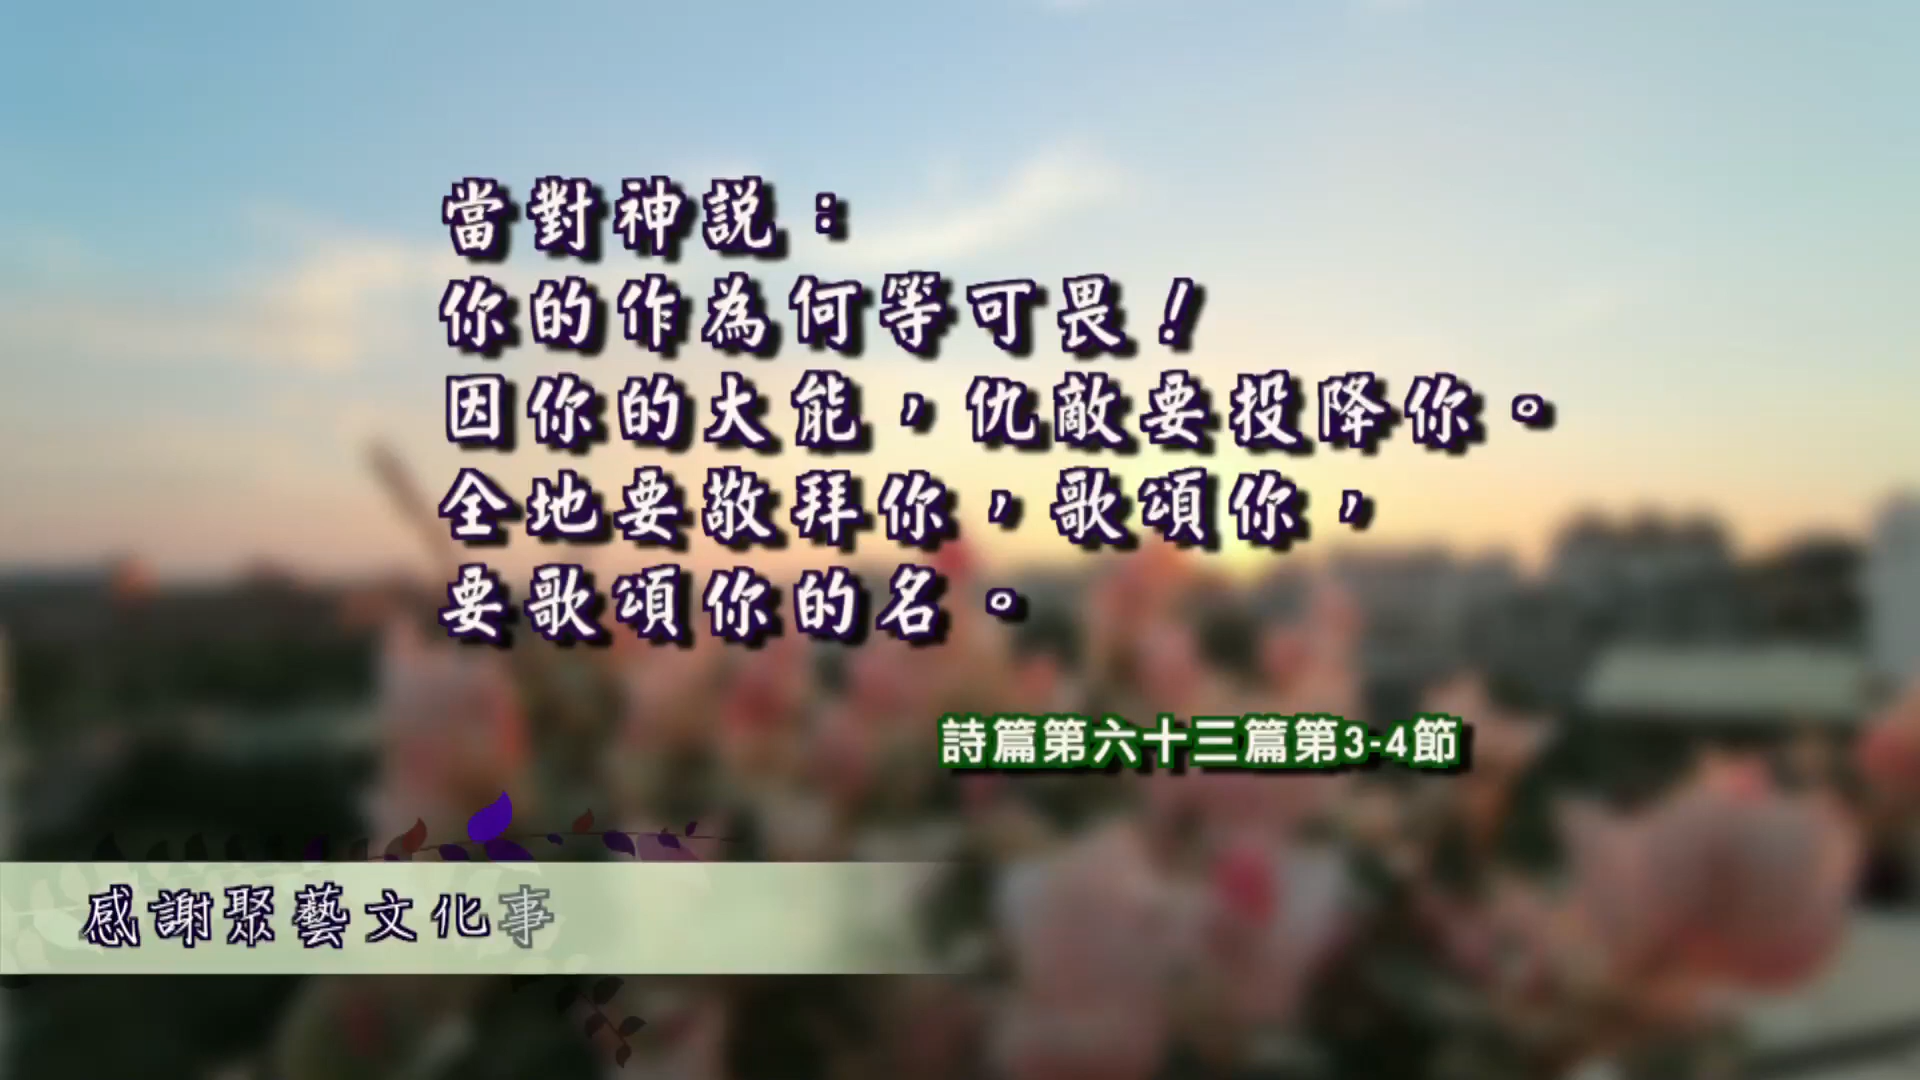 當對神説：
你的作為何等可畏！
因你的大能，仇敵要投降你。
全地要敬拜你，歌頌你，
要歌頌你的名。
詩篇第六十三篇第3-4節
感謝聚藝文化事